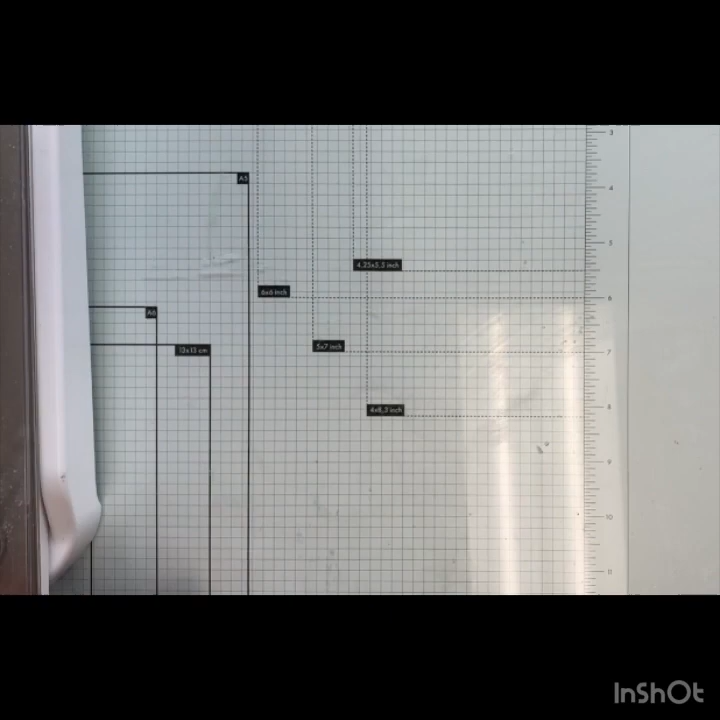 3
A5
4
5
4.25x5.5 inch
6x6 inch
6
A6
13x13 cm
5x7 inch
7
4x8,2 inch
8
9
10
11
InShOt